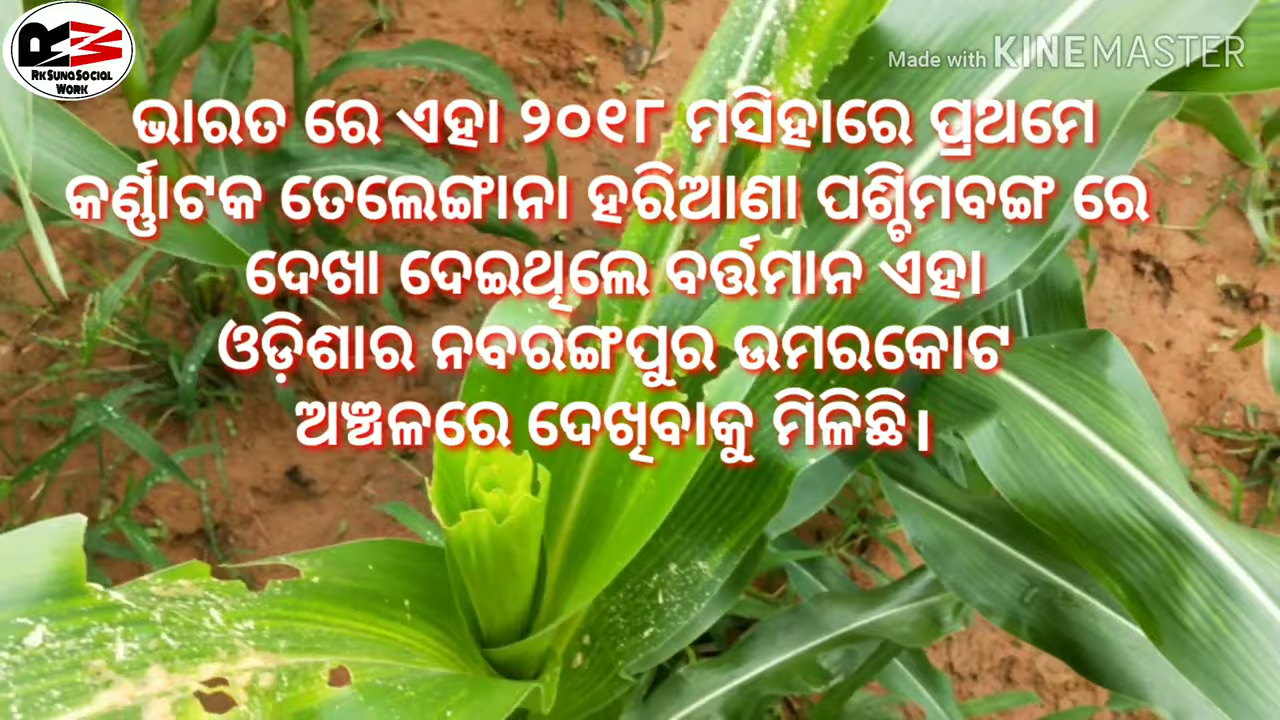 RK SUNA SOCIAL
WORK
Made with KINEMASTER
ଭାରତ ରେ ଏହା ୨୦୧୮ ମସିହାରେ ପ୍ରଥମେ
କର୍ଣ୍ଣାଟକ ତେଲେଙ୍ଗାନା ହରିଆଣା ପଶ୍ଚିମବଙ୍ଗ ରେ
ଦେଖା ଦେଇଥିଲେ ବର୍ତ୍ତମାନ ଏହା
ଓଡ଼ିଶାର ନବରଙ୍ଗପୁର ଉମରକୋଟ
ଅଞ୍ଚଳରେ ଦେଖିବାକୁ ମିଳିଛି।